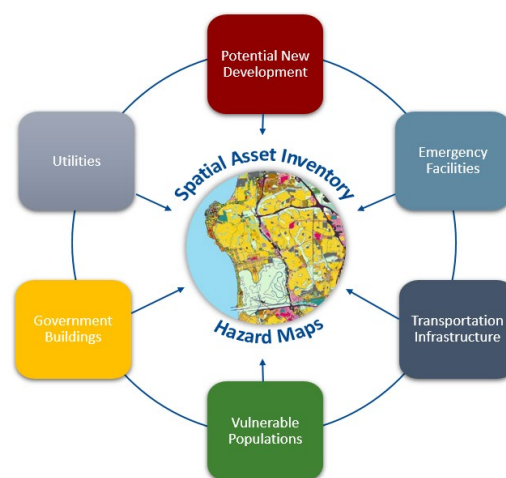 Potential New
Development
Utilities
Emergency
Facilities
Spatial Asset Inventory
Hazard Maps
Government
Buildings
Transportation
Infrastructure
Vulnerable
Populations